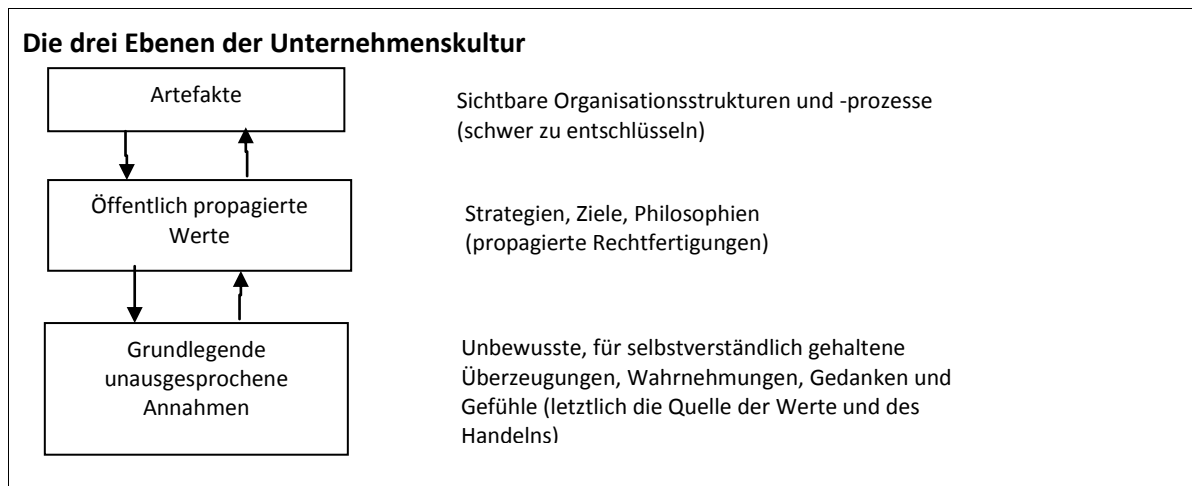 Die drei Ebenen der Unternehmenskultur
Artefakte
Sichtbare Organisationsstrukturen und -prozesse
(schwer zu entschlüsseln)
Öffentlich propagierte
Werte
Strategien, Ziele, Philosophien
(propagierte Rechtfertigungen)
Grundlegende
unausgesprochene
Annahmen
Unbewusste, für selbstverständlich gehaltene
Überzeugungen, Wahrnehmungen, Gedanken und
Gefühle (letztlich die Quelle der Werte und des
Handelns)